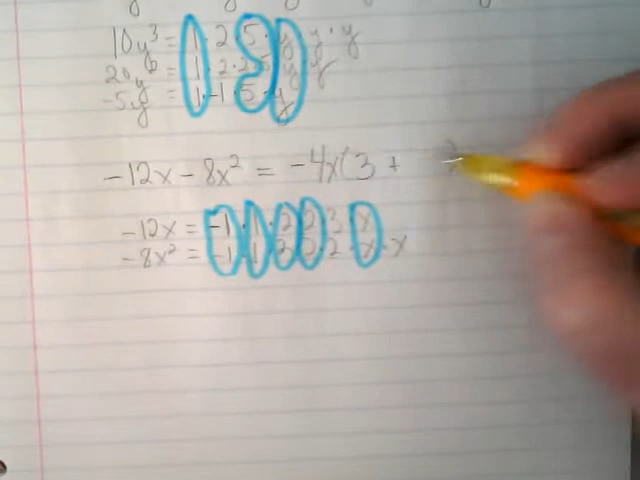 10y³ = 1 · 2 · 5 · y · y · y
20y² = 1 · 2 · 2 · 5 · y · y
-5y = 1 · -1 · 5 · y
-12x - 8x² = -4x(3 +
-12x = -1 · 1 · 2 · 2 · 3 · x
-8x² = -1 · 1 · 2 · 2 · 2 · x · x